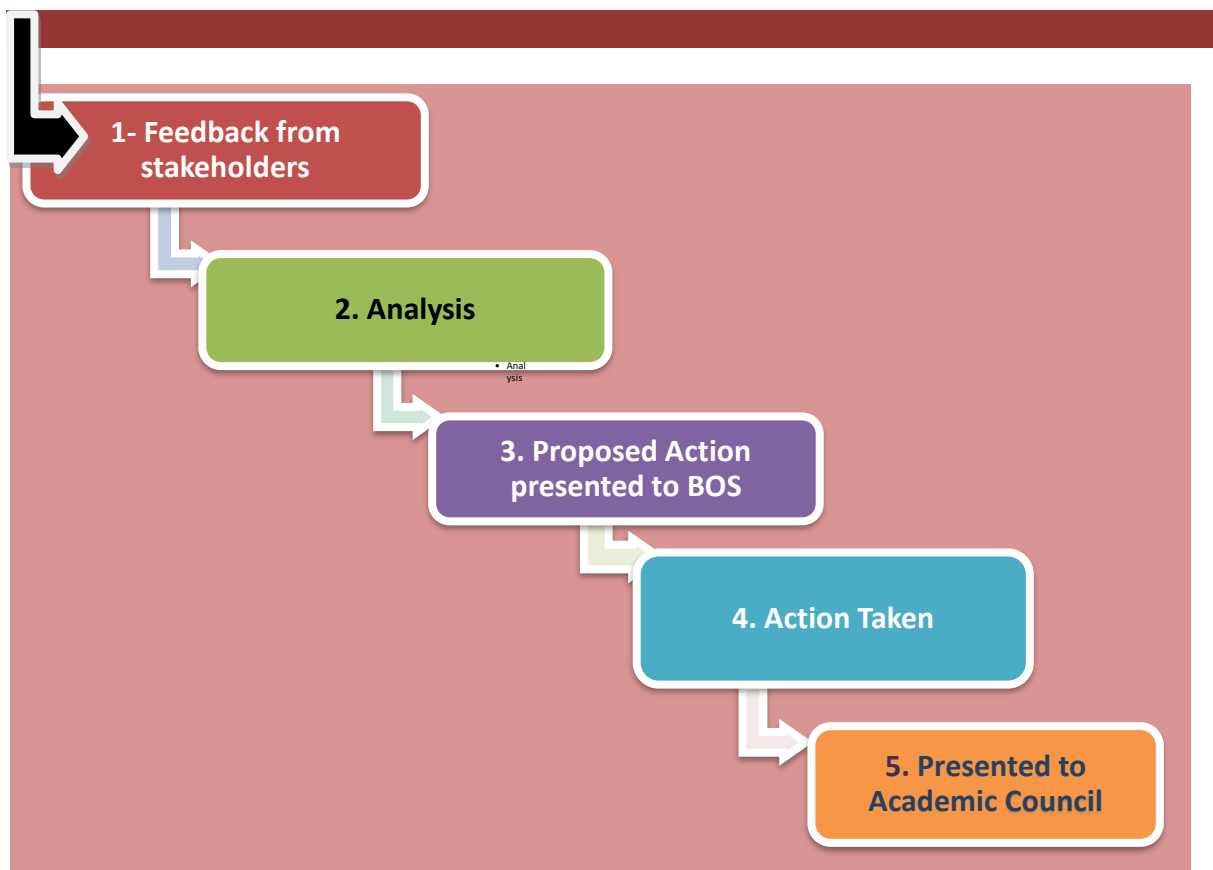 1- Feedback from
stakeholders
2. Analysis
• Anal
ysis
3. Proposed Action
presented to BOS
4. Action Taken
5. Presented to
Academic Council